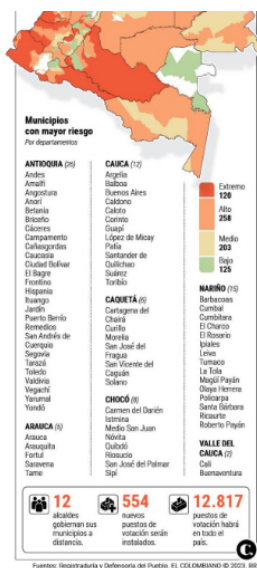 Municipios
con mayor riesgo
Por departamentos
ANTIOQUIA (25)
Andes
Amalfi
Angostura
Anorí
Betania
Briceño
Cáceres
Campamento
Cañasgordas
Caucasia
Ciudad Bolívar
El Bagre
Frontino
Hispania
Ituango
Jardín
Puerto Berrío
Remedios
San Andrés de
Cuerquia
Segovia
Tarazá
Toledo
Valdivia
Vegachí
Yarumal
Yondó
ARAUCA (5)
Arauca
Arauquita
Fortul
Saravena
Tame
CAUCA (12)
Argelia
Balboa
Buenos Aires
Caldono
Caloto
Corinto
Guapí
López de Micay
Patía
Santander de
Quilichao
Suárez
Toribío
CAQUETÁ (6)
Cartagena del
Chairá
Curillo
Morelia
San José del
Fragua
San Vicente del
Caguán
Solano
CHOCÓ (8)
Carmen del Darién
Istmina
Medio San Juan
Nóvita
Quibdó
Riosucio
San José del Palmar
Sipí
Extremo
120
Alto
258
Medio
203
Bajo
125
NARIÑO (15)
Barbacoas
Cumbal
Cumbitara
El Charco
El Rosario
Ipiales
Leiva
Tumaco
La Tola
Magüí Payán
Olaya Herrera
Policarpa
Santa Bárbara
Ricaurte
Roberto Payán
VALLE DEL
CAUCA (2)
Cali
Buenaventura
12
alcaldes
gobiernan sus
municipios a
distancia.
554
nuevos
puestos de
votación serán
instalados.
12.817
puestos de
votación habrá
en todo el
país.
C
Fuentes: Registraduría y Defensoría del Pueblo. EL COLOMBIANO © 2023. RR